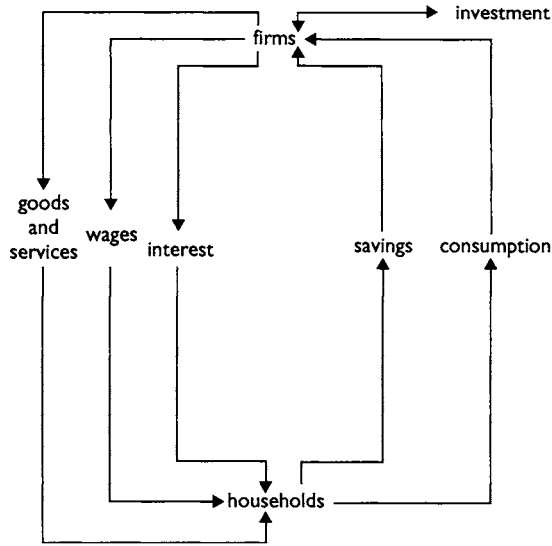 investment
firms
goods
and
services
wages
interest
savings
consumption
households